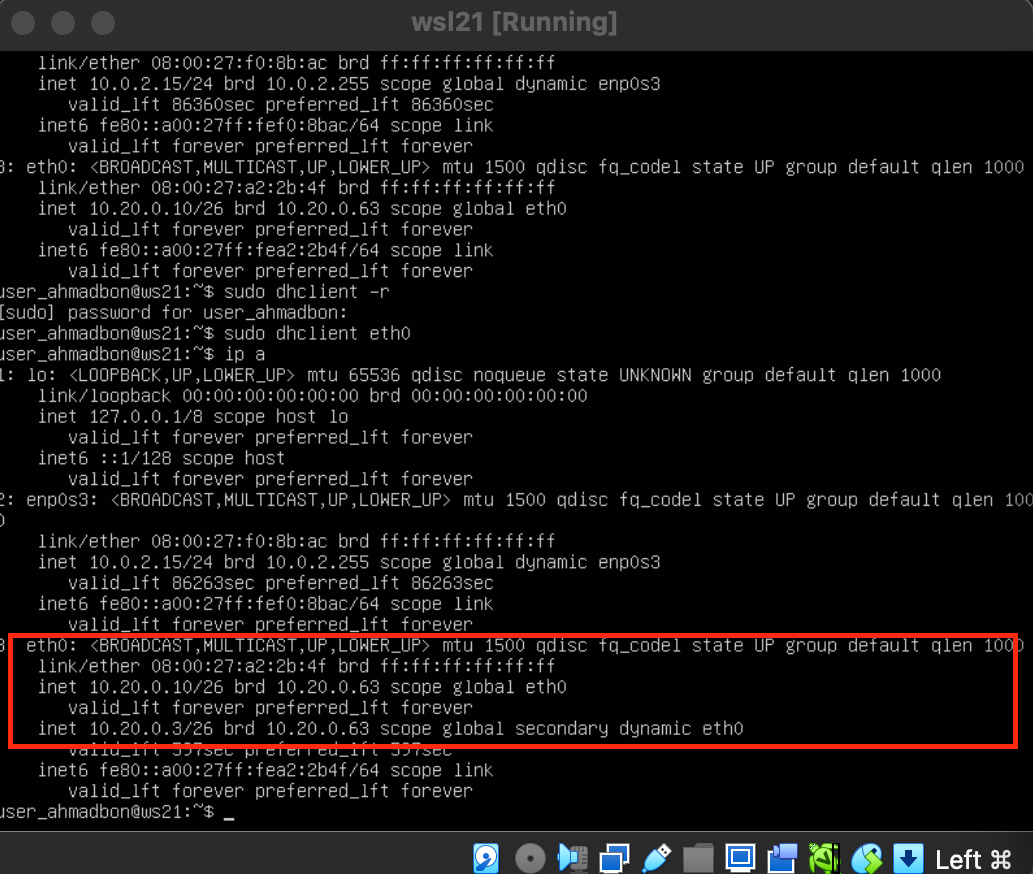 wsl21 [Running]
link/ether 08:00:27:f0:8b:ac brd ff:ff:ff:ff:ff:ff
inet 10.0.2.15/24 brd 10.0.2.255 scope global dynamic enp0s3
valid_lft 86360sec preferred_lft 86360sec
inet6 fe80::a00:27ff:fef0:8bac/64 scope link
valid_lft forever preferred_lft forever
3: eth0: <BROADCAST,MULTICAST,UP,LOWER_UP> mtu 1500 qdisc fq_codel state UP group default qlen 1000
link/ether 08:00:27:a2:2b:4f brd ff:ff:ff:ff:ff:ff
inet 10.20.0.10/26 brd 10.20.0.63 scope global eth0
valid_lft forever preferred_lft forever
inet6 fe80::a00:27ff:fea2:2b4f/64 scope link
valid_lft forever preferred_lft forever
user_ahmadbon@ws21:~$ sudo dhclient -r
[sudo] password for user_ahmadbon:
user_ahmadbon@ws21:~$ sudo dhclient eth0
user_ahmadbon@ws21:~$ ip a
1: lo: <LOOPBACK,UP,LOWER_UP> mtu 65536 qdisc noqueue state UNKNOWN group default qlen 1000
link/loopback 00:00:00:00:00:00 brd 00:00:00:00:00:00
inet 127.0.0.1/8 scope host lo
valid_lft forever preferred_lft forever
inet6 ::1/128 scope host
valid_lft forever preferred_lft forever
2: enp0s3: <BROADCAST,MULTICAST,UP,LOWER_UP> mtu 1500 qdisc fq_codel state UP group default qlen 100
0
link/ether 08:00:27:f0:8b:ac brd ff:ff:ff:ff:ff:ff
inet 10.0.2.15/24 brd 10.0.2.255 scope global dynamic enp0s3
valid_lft 86263sec preferred_lft 86263sec
inet6 fe80::a00:27ff:fef0:8bac/64 scope link
valid_lft forever preferred_lft forever
3: eth0: <BROADCAST,MULTICAST,UP,LOWER_UP> mtu 1500 qdisc fq_codel state UP group default qlen 1000
link/ether 08:00:27:a2:2b:4f brd ff:ff:ff:ff:ff:ff
inet 10.20.0.10/26 brd 10.20.0.63 scope global eth0
valid_lft forever preferred_lft forever
inet 10.20.0.3/26 brd 10.20.0.63 scope global secondary dynamic eth0
valid_lft 597sec preferred_lft 597sec
inet6 fe80::a00:27ff:fea2:2b4f/64 scope link
valid_lft forever preferred_lft forever
user_ahmadbon@ws21:~$ _
Left ⌘